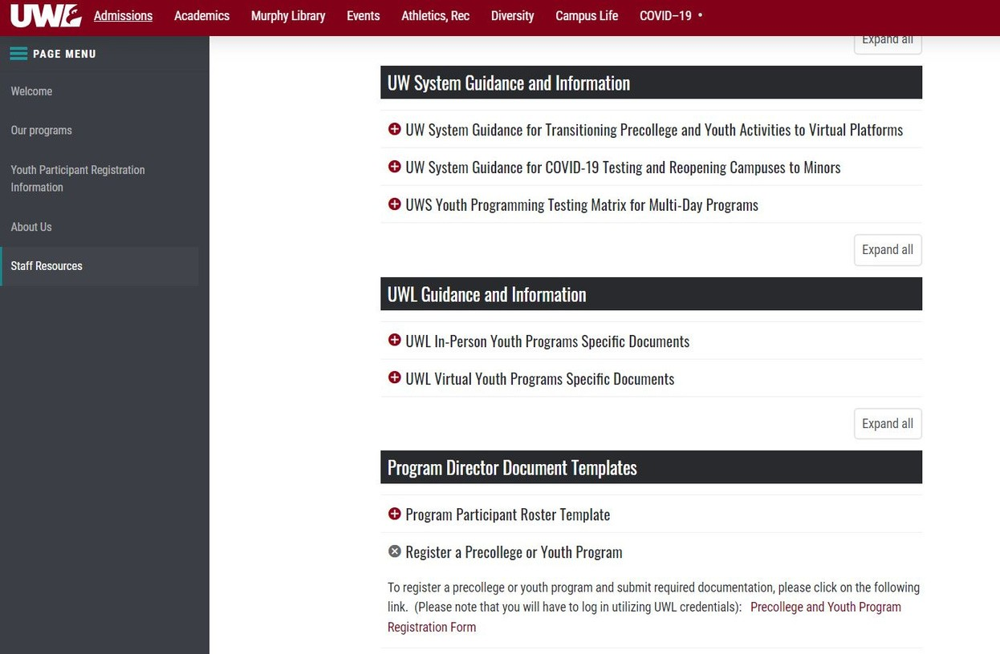 UWL Admissions Academics Murphy Library Events Athletics, Rec Diversity Campus Life COVID–19 •
PAGE MENU
Welcome
Our programs
Youth Participant Registration
Information
About Us
Staff Resources
Expand all
UW System Guidance and Information
UW System Guidance for Transitioning Precollege and Youth Activities to Virtual Platforms
UW System Guidance for COVID-19 Testing and Reopening Campuses to Minors
UWS Youth Programming Testing Matrix for Multi-Day Programs
Expand all
UWL Guidance and Information
UWL In-Person Youth Programs Specific Documents
UWL Virtual Youth Programs Specific Documents
Expand all
Program Director Document Templates
Program Participant Roster Template
Register a Precollege or Youth Program
To register a precollege or youth program and submit required documentation, please click on the following
link. (Please note that you will have to log in utilizing UWL credentials): Precollege and Youth Program
Registration Form